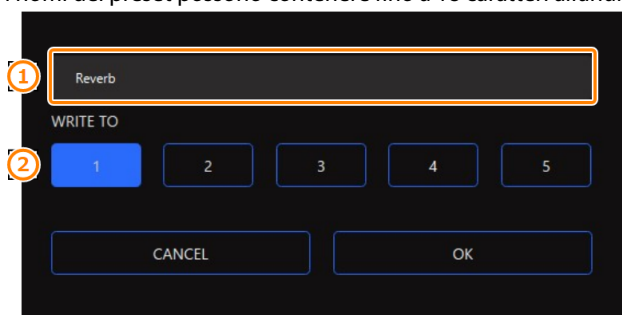 I nomi dei preset possono contenere fino a 16 caratteri
1
Reverb
WRITE TO
2
1 2 3 4 5
CANCEL OK